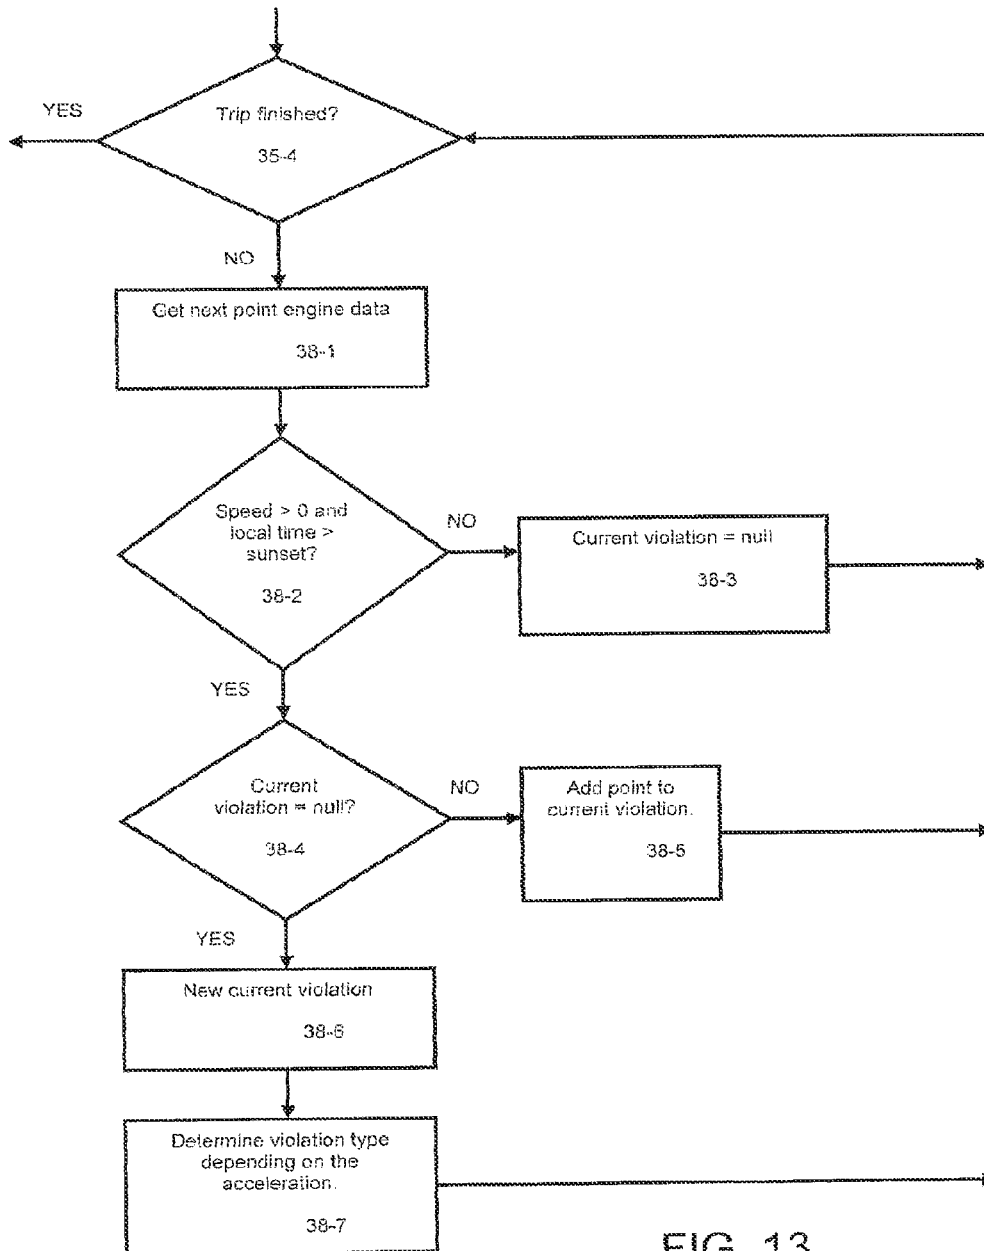 YES
Trip finished?
35-4
NO
Get next point engine data
38-1
Speed > 0 and
local time >
sunset?
38-2
NO
Current violation = null
38-3
YES
Current
violation = null?
38-4
NO
Add point to
current violation.
38-5
YES
New current violation
38-6
Determine violation type
depending on the
acceleration.
38-7
FIG. 13